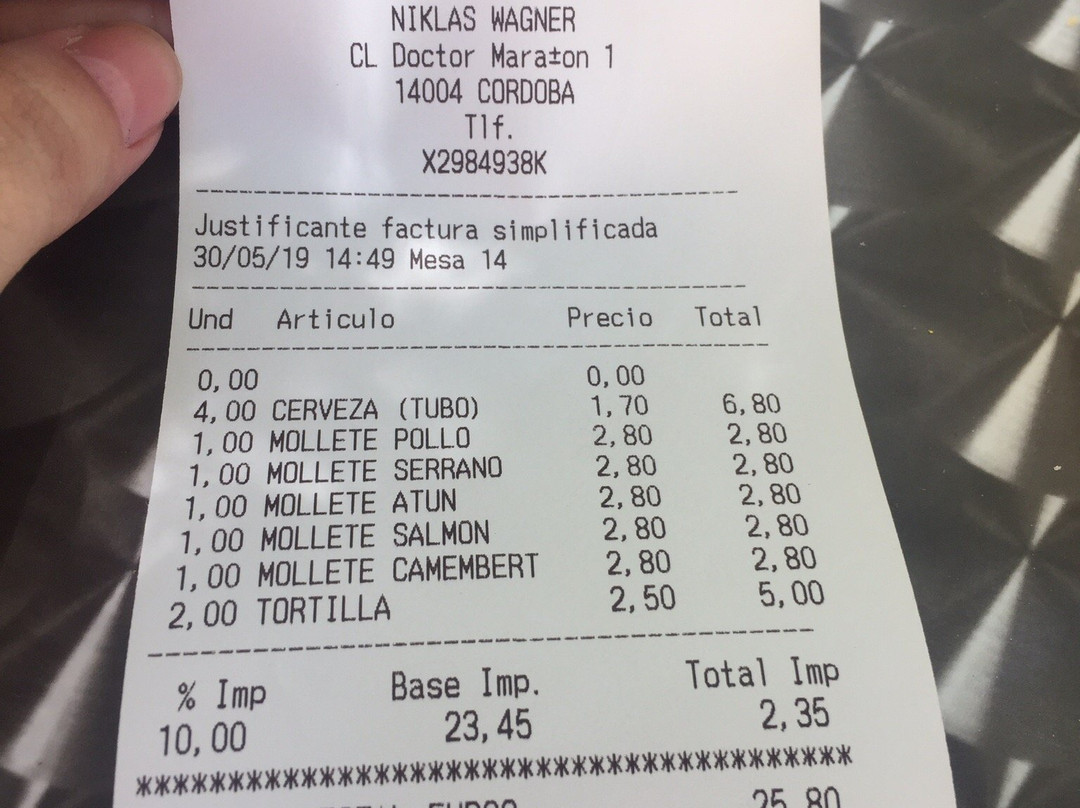 NIKLAS WAGNER
CL Doctor Mara±on 1
14004 CORDOBA
Tlf.
X2984938K
Justificante factura simplificada
30/05/19 14:49 Mesa 14
Und Articulo Precio Total
0,00 0,00
4,00 CERVEZA (TUBO) 1,70 6,80
1,00 MOLLETE POLLO 2,80 2,80
1,00 MOLLETE SERRANO 2,80 2,80
1,00 MOLLETE ATUN 2,80 2,80
1,00 MOLLETE SALMON 2,80 2,80
1,00 MOLLETE CAMEMBERT 2,80 2,80
2,00 TORTILLA 2,50 5,00
% Imp Base Imp. Total Imp
10,00 23,45 2,35
****************************************
EUROS 25,80